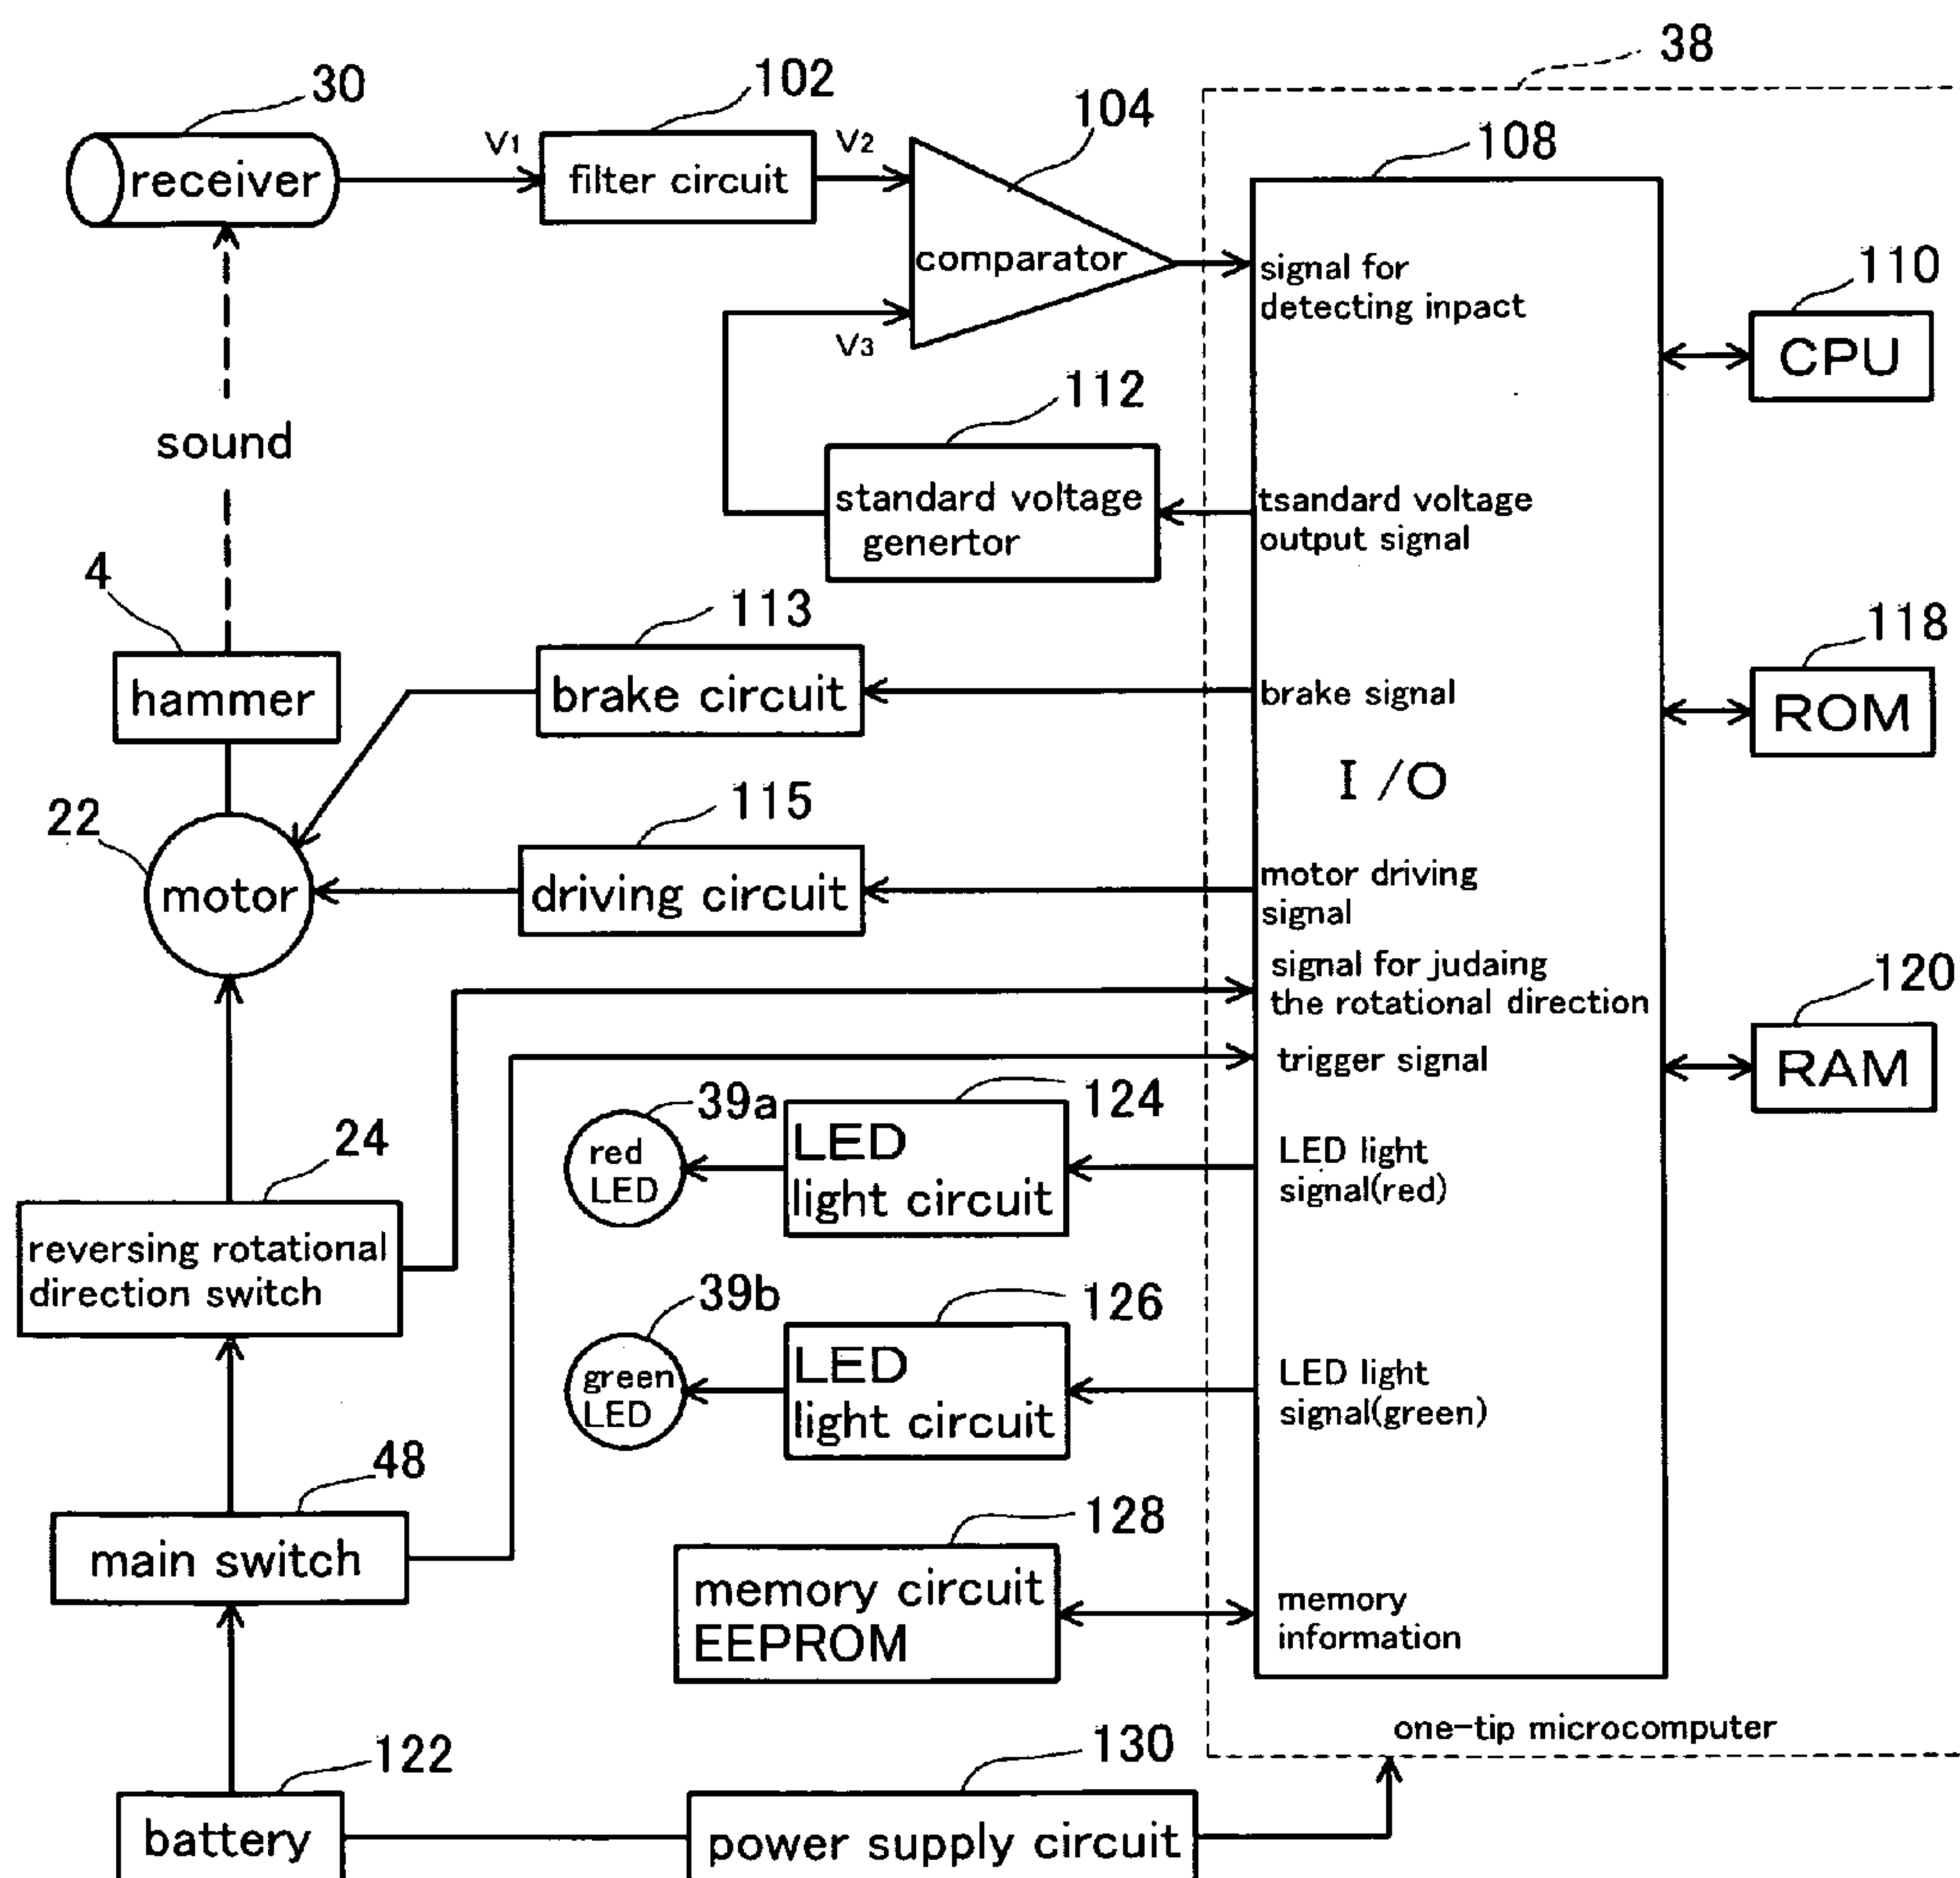 38
30
102
104
108
V1
V2
receiver
filter circuit
comparator
signal for
detecting inpact
110
CPU
V3
112
sound
standard voltage
genertor
tsandard voltage
output signal
4
113
118
hammer
brake circuit
brake signal
ROM
I/O
22
115
motor
driving circuit
motor driving
signal
signal for judaing
the rotational direction
120
trigger signal
RAM
39a
124
24
red
LED
LED
light circuit
LED light
signal(red)
reversing rotational
direction switch
39b
126
green
LED
LED
light circuit
LED light
signal(green)
48
128
main switch
memory circuit
EEPROM
memory
information
one-tip microcomputer
122
130
battery
power supply circuit